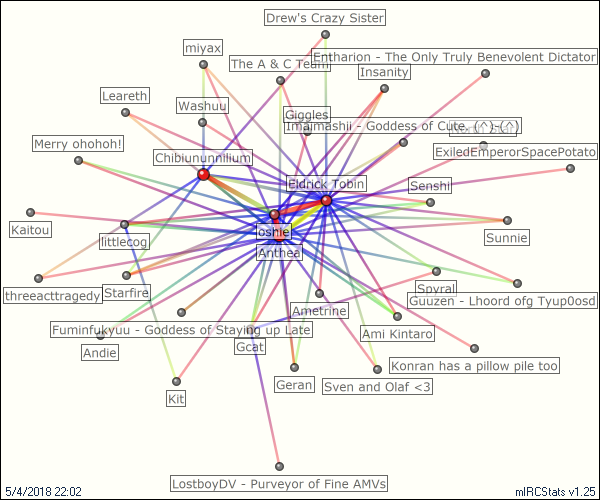 Drew's Crazy Sister
miyax
Entharion - The Only Truly Benevolent Dictator
The A & C Team
Insanity
Leareth
Washuu
Giggles
Imajmashii - Goddess of Cute. (^)-(^)
Merry ohohoh!
ExiledEmperorSpacePotato
Chibiununnilium
Eldrick Tobin
Senshi
Kaitou
littlecog
oshie
Sunnie
Anthea
threeacttragedy
Starfire
Spyral
Guuzen - Lhoord ofg Tyup0osd
Ametrine
Fuminfukyuu - Goddess of Staying up Late
Ami Kintaro
Andie
Gcat
Konran has a pillow pile too
Geran
Sven and Olaf <3
Kit
LostboyDV - Purveyor of Fine AMVs
5/4/2018 22:02
mIRCStats v1.25